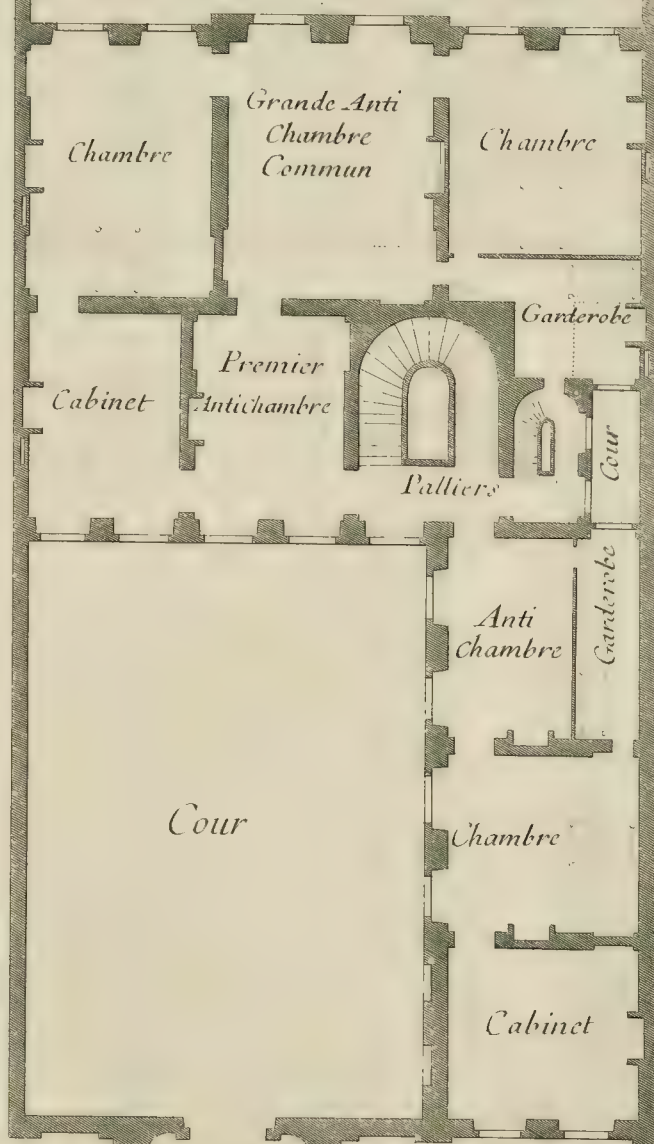 Chambre
Grande Anti
Chambre
Commun
Chambre
Garderobe
Cabinet
Premier
Antichambre
Palliers
Cour
Anti
Chambre
Garderobe
Cour
Chambre
Cabinet